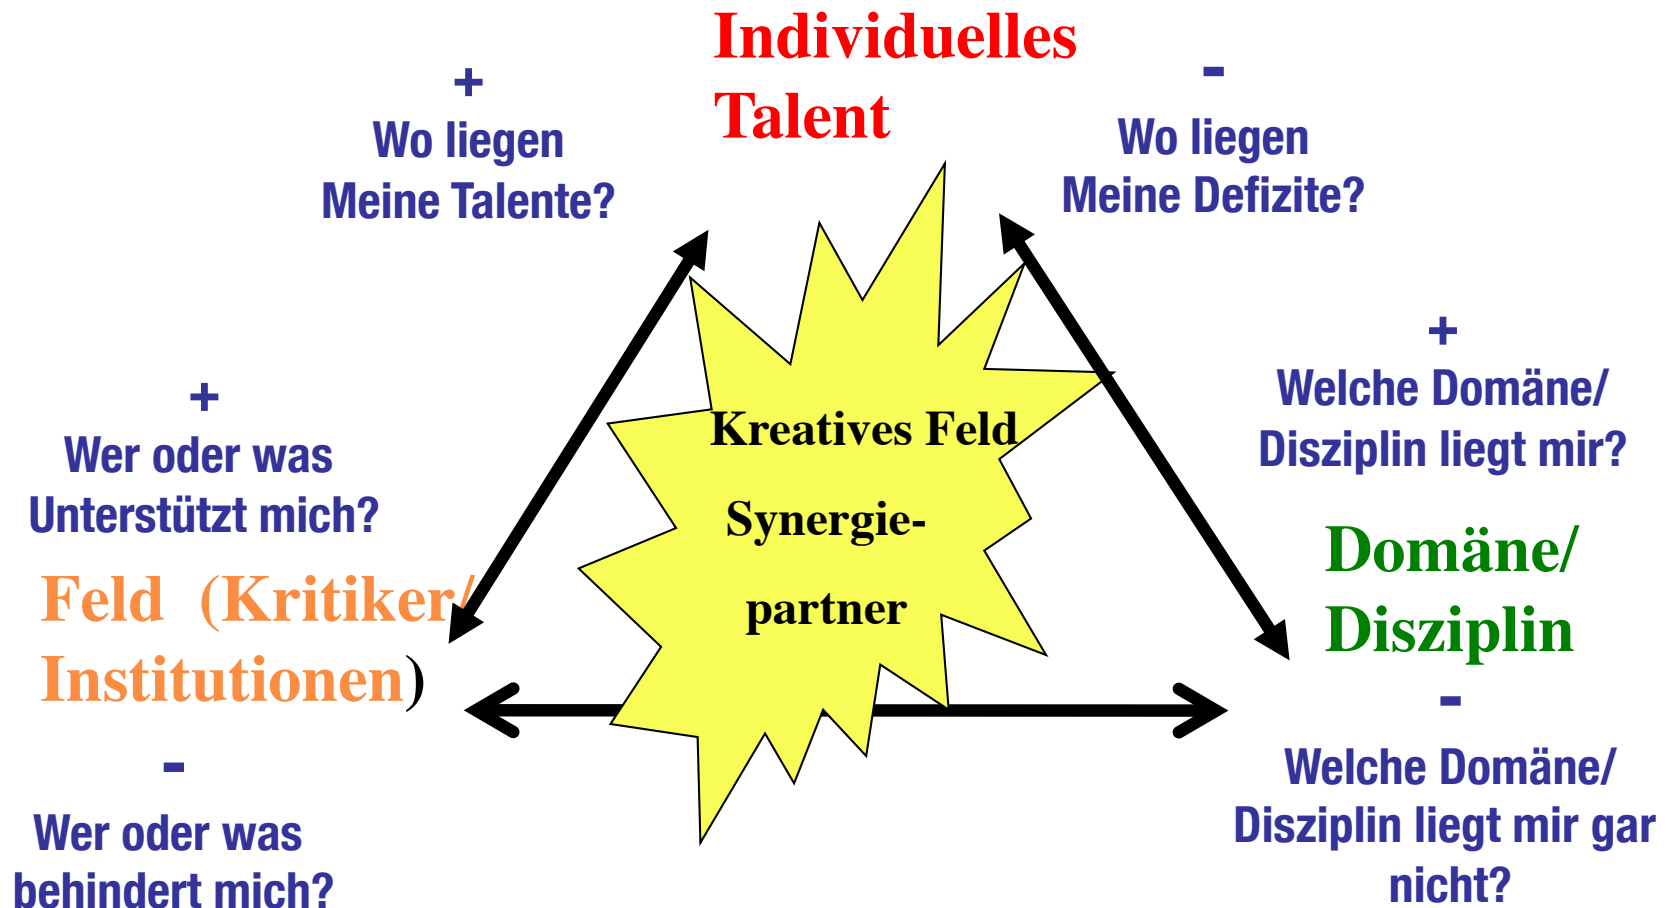 Individuelles
Talent
+
Wo liegen
Meine Talente?
-
Wo liegen
Meine Defizite?
+
Wer oder was
Unterstützt mich?
Feld (Kritiker/
Institutionen)
-
Wer oder was
behindert mich?
Kreatives Feld
Synergie-
partner
+
Welche Domäne/
Disziplin liegt mir?
Domäne/
Disziplin
-
Welche Domäne/
Disziplin liegt mir gar
nicht?